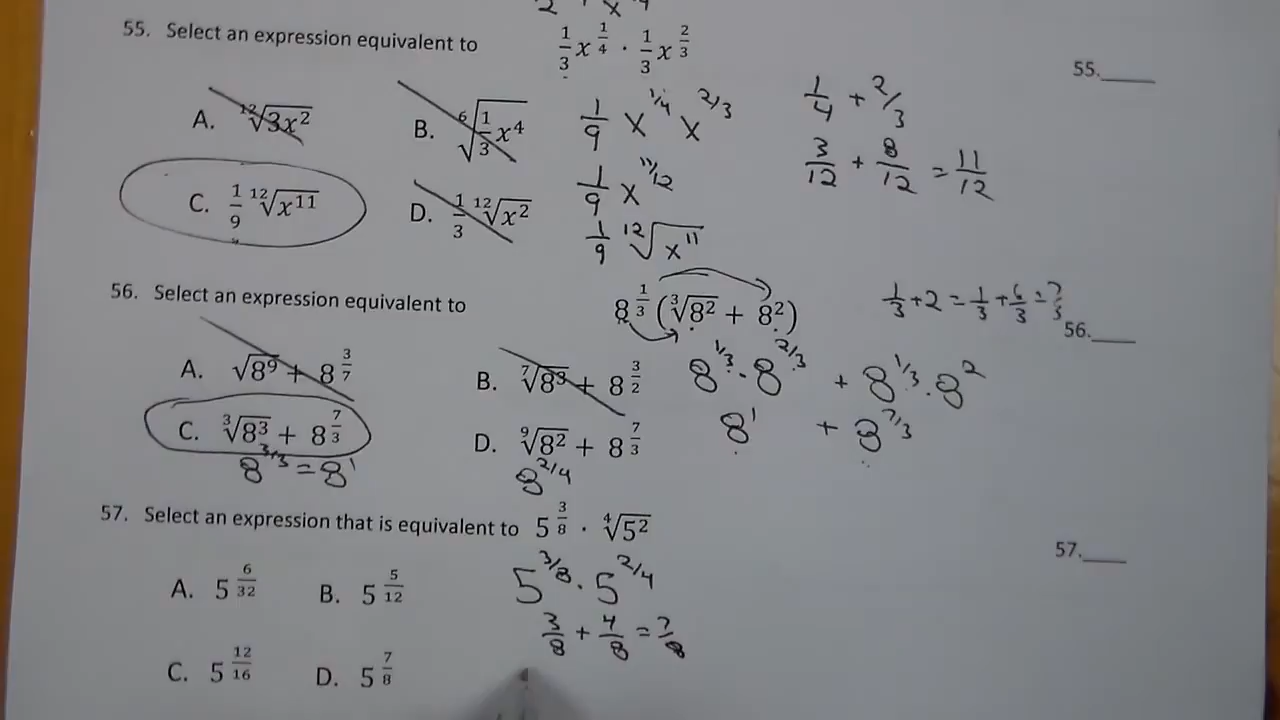 2 x 4
55. Select an expression equivalent to 1/3 x^(1/4) · 1/3 x^(2/3)
55.____
1/4 + 2/3
A. ¹²√(3x²) B. ⁶√(1/3 x⁴) 1/9 x^(1/4) x^(2/3)
3/12 + 8/12 = 11/12
C. 1/9 ¹²√(x¹¹) D. 1/3 ¹²√(x²) 1/9 x^(11/12)
1/9 ¹²√(x¹¹)
56. Select an expression equivalent to 8^(1/3) (³√(8²) + 8²)
1/3 + 2 = 1/3 + 6/3 = 7/3
56.____
A. √(8⁹) + 8^(3/7) B. ⁷√(8³) + 8^(3/2) 8^(1/3) · 8^(2/3) + 8^(1/3) · 8²
C. ³√(8³) + 8^(7/3) D. ⁹√(8²) + 8^(7/3) 8¹ + 8^(7/3)
8^(3/3) = 8¹ 8^(2/4)
57. Select an expression that is equivalent to 5^(3/8) · ⁴√(5²)
57.____
A. 5^(6/32) B. 5^(5/12) 5^(3/8) · 5^(2/4)
3/8 + 4/8 = 7/8
C. 5^(12/16) D. 5^(7/8)